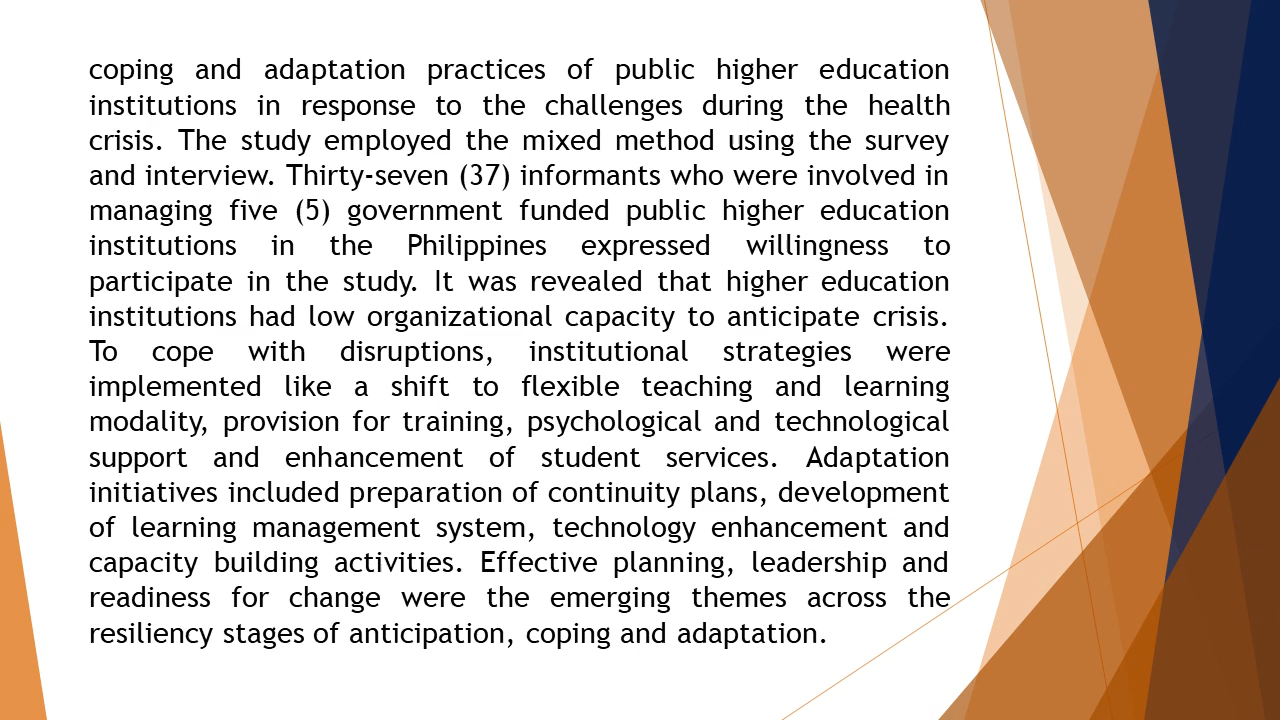 coping and adaptation practices of public higher education
institutions in response to the challenges during the health
crisis. The study employed the mixed method using the survey
and interview. Thirty-seven (37) informants who were involved in
managing five (5) government funded public higher education
institutions in the Philippines expressed willingness to
participate in the study. It was revealed that higher education
institutions had low organizational capacity to anticipate crisis.
To cope with disruptions, institutional strategies were
implemented like a shift to flexible teaching and learning
modality, provision for training, psychological and technological
support and enhancement of student services. Adaptation
initiatives included preparation of continuity plans, development
of learning management system, technology enhancement and
capacity building activities. Effective planning, leadership and
readiness for change were the emerging themes across the
resiliency stages of anticipation, coping and adaptation.